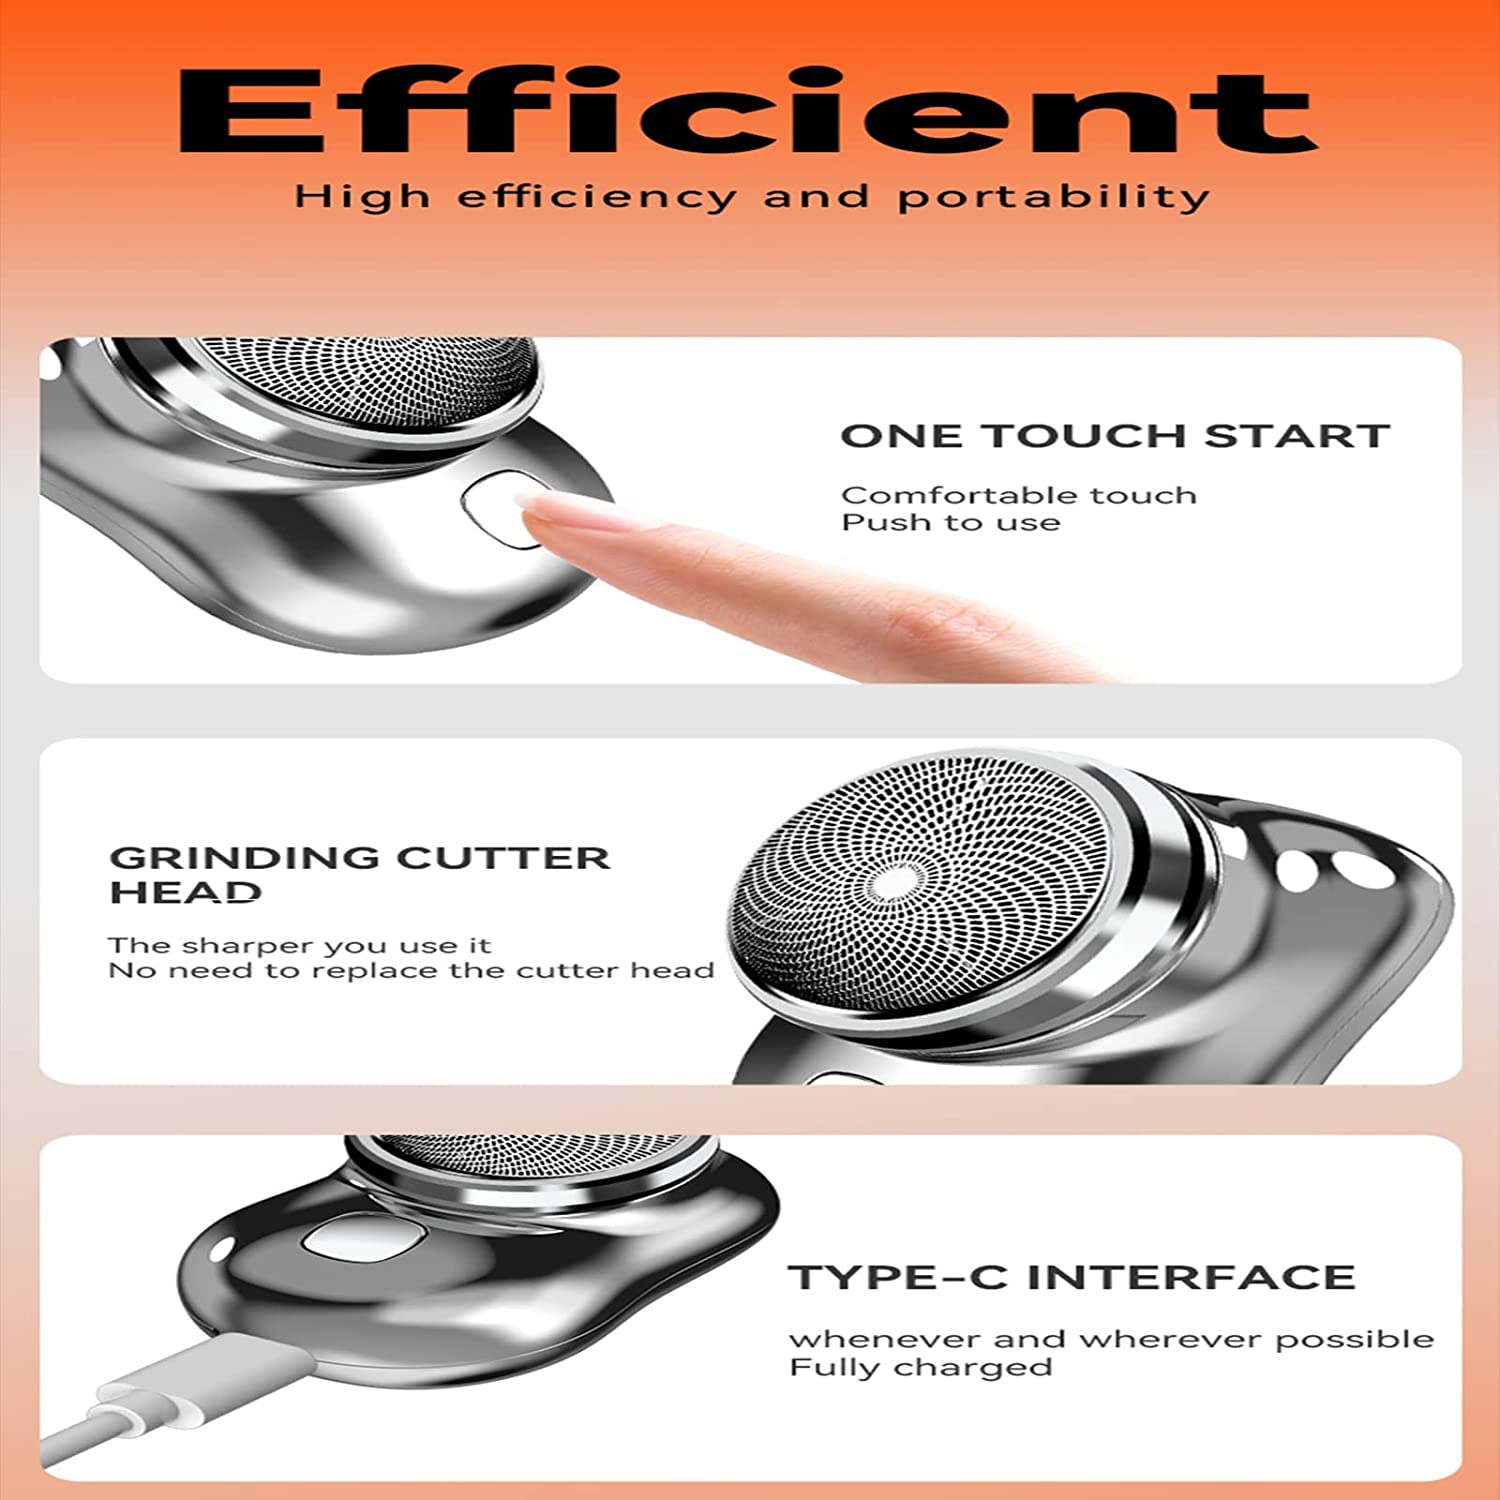 Efficient
High efficiency and portability
ONE TOUCH START
Comfortable touch
Push to use
GRINDING CUTTER
HEAD
The sharper you use it
No need to replace the cutter head
TYPE-C INTERFACE
whenever and wherever possible
Fully charged